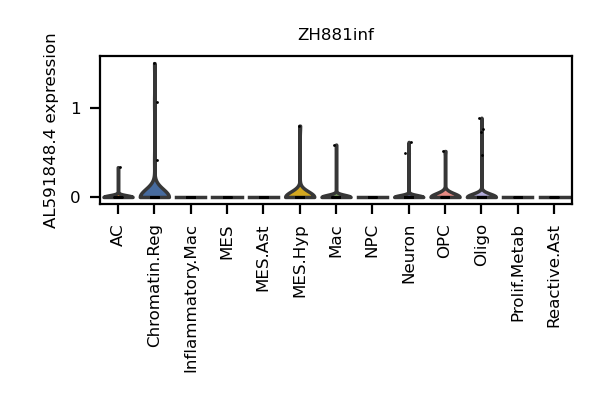 ZH881inf
AL591848.4 expression
1
0
AC
Chromatin.Reg
Inflammatory.Mac
MES
MES.Ast
MES.Hyp
Mac
NPC
Neuron
OPC
Oligo
Prolif.Metab
Reactive.Ast